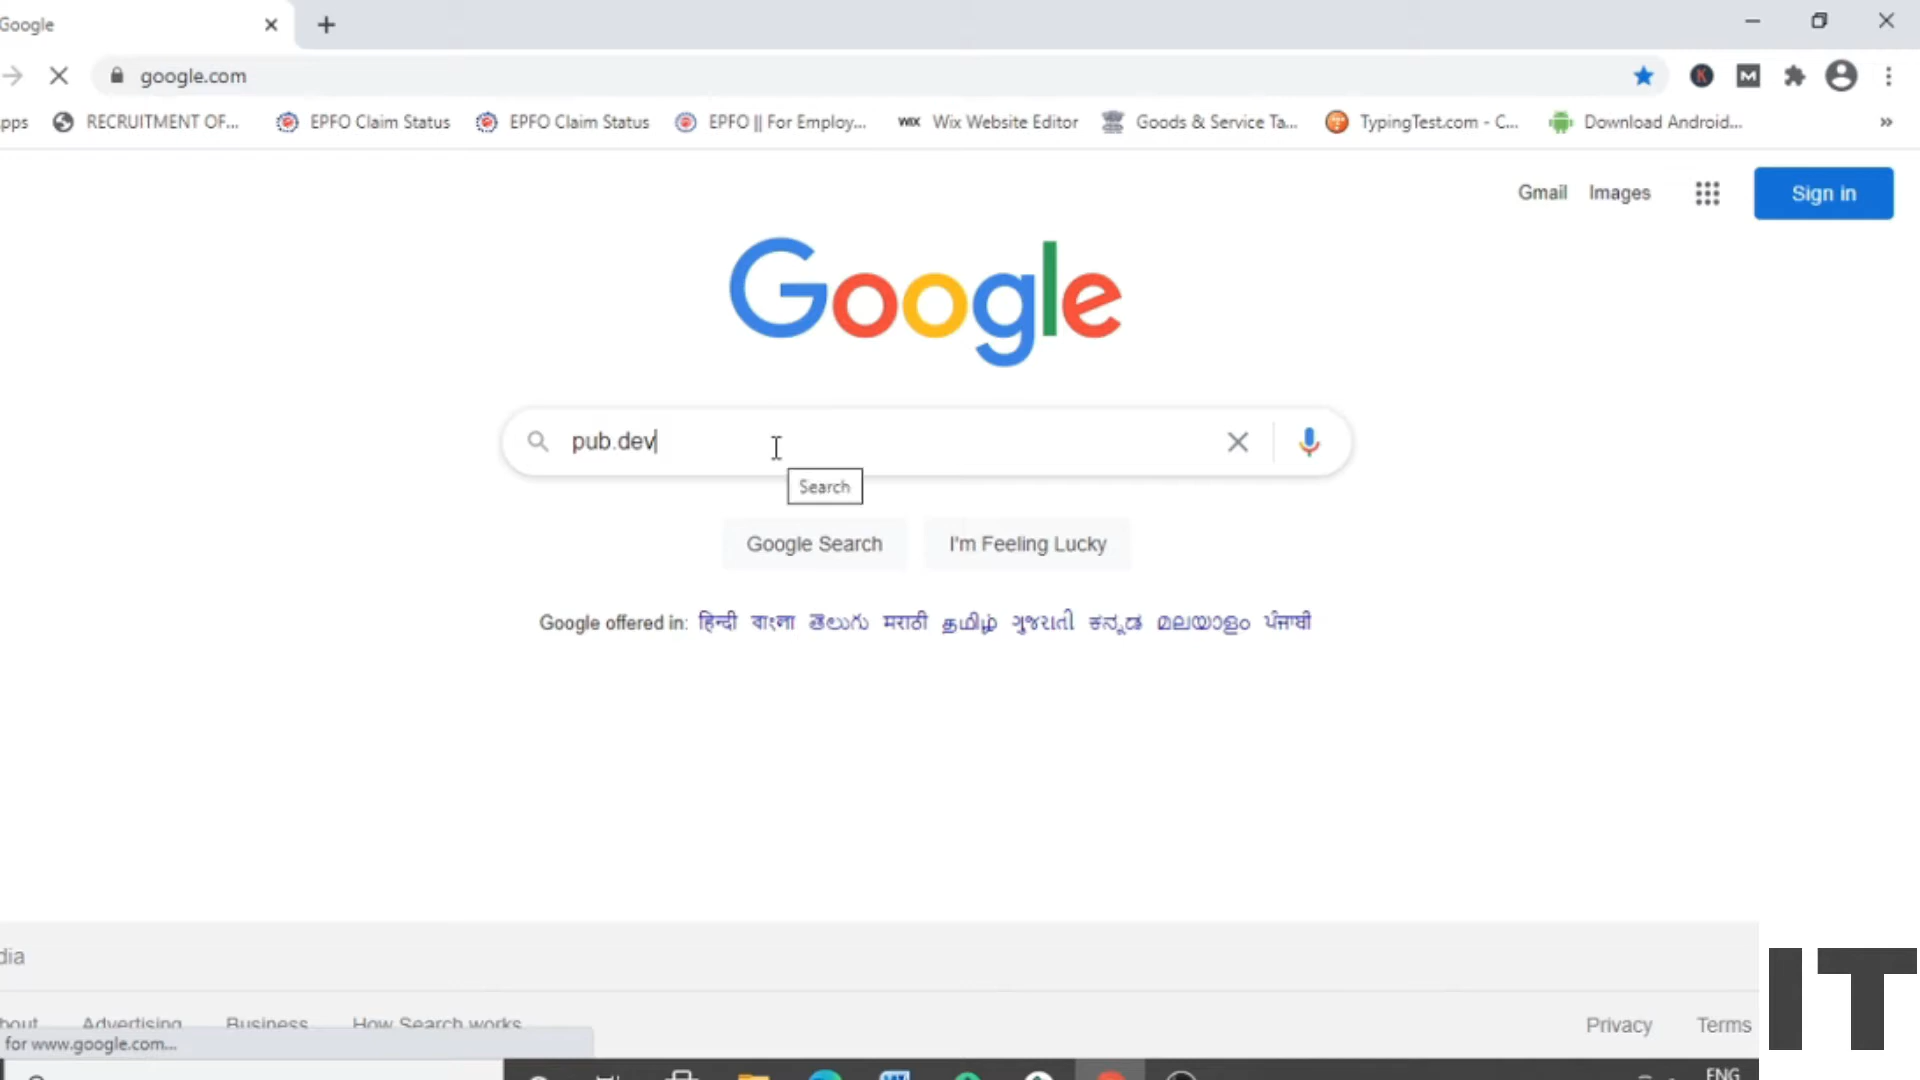 Google
google.com
pps RECRUITMENT OF... EPFO Claim Status EPFO Claim Status EPFO || For Employ... WIX Wix Website Editor Goods & Service Ta... TypingTest.com - C... Download Android... »
Gmail Images Sign in
Google
pub.dev
Search
Google Search I'm Feeling Lucky
Google offered in: हिन्दी বাংলা తెలుగు मराठी தமிழ் ગુજરાતી ಕನ್ನಡ മലയാളം ਪੰਜਾਬੀ
dia
bout Advertising Business How Search works Privacy Terms
for www.google.com...
ENG
IT